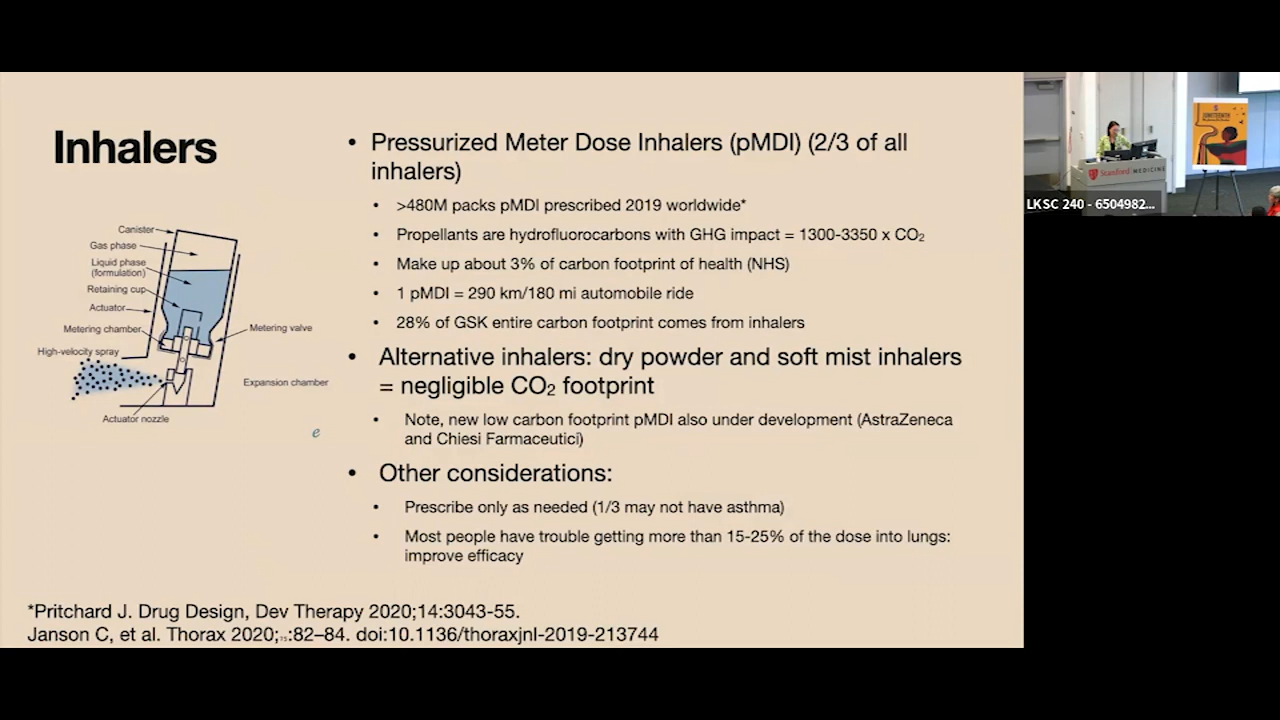 Inhalers
• Pressurized Meter Dose Inhalers (pMDI) (2/3 of all
inhalers)
• >480M packs pMDI prescribed 2019 worldwide*
• Propellants are hydrofluorocarbons with GHG impact = 1300-3350 x CO₂
• Make up about 3% of carbon footprint of health (NHS)
• 1 pMDI = 290 km/180 mi automobile ride
• 28% of GSK entire carbon footprint comes from inhalers
• Alternative inhalers: dry powder and soft mist inhalers
= negligible CO₂ footprint
• Note, new low carbon footprint pMDI also under development (AstraZeneca
and Chiesi Farmaceutici)
• Other considerations:
• Prescribe only as needed (1/3 may not have asthma)
• Most people have trouble getting more than 15-25% of the dose into lungs:
improve efficacy
Canister
Gas phase
Liquid phase
(formulation)
Retaining cup
Actuator
Metering chamber
Metering valve
High-velocity spray
Expansion chamber
Actuator nozzle
e
*Pritchard J. Drug Design, Dev Therapy 2020;14:3043-55.
Janson C, et al. Thorax 2020;:82–84. doi:10.1136/thoraxjnl-2019-213744
JUNETEENTH
Stanford MEDICINE
LKSC 240 - 6504982...